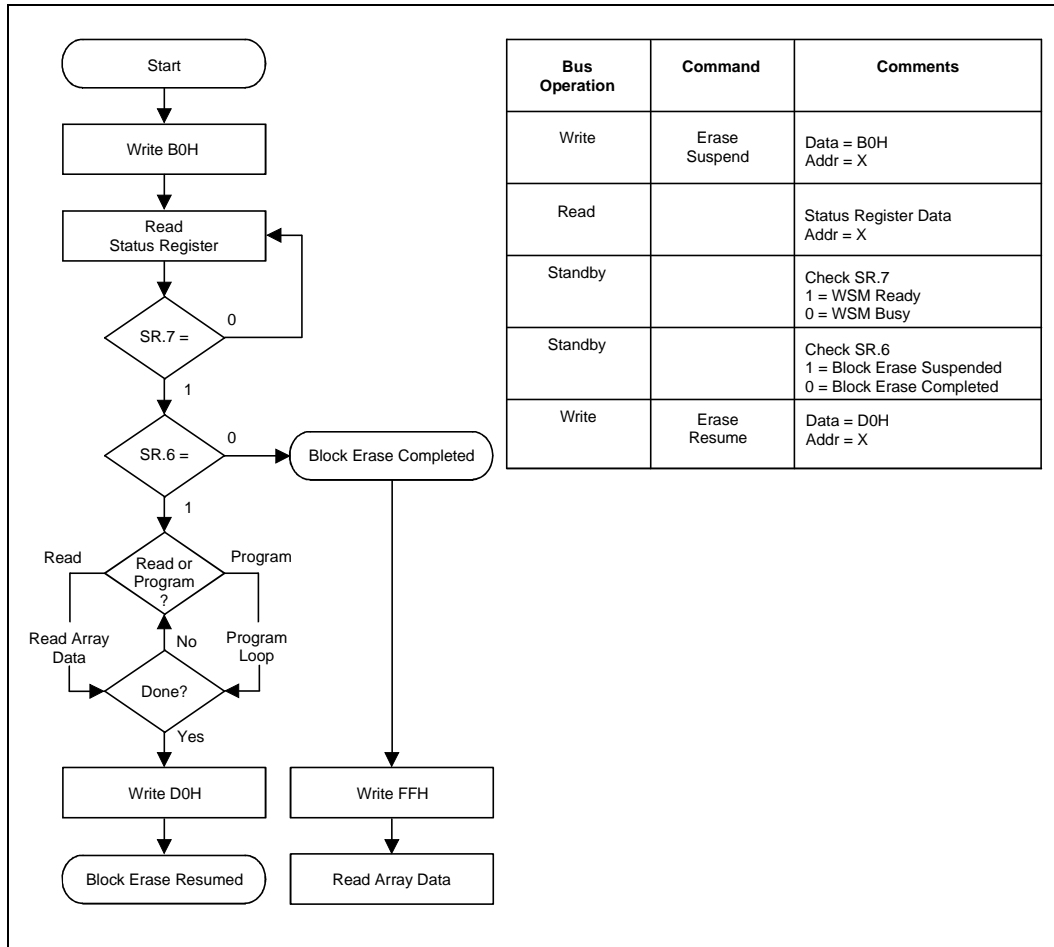 Start
Write B0H
Read
Status Register
SR.7 =
0
1
SR.6 =
0
Block Erase Completed
1
Read
Read or
Program
?
Program
Read Array
Data
No
Program
Loop
Done?
Yes
Write D0H
Write FFH
Block Erase Resumed
Read Array Data
Bus
Operation
Command
Comments
Write
Erase
Suspend
Data = B0H
Addr = X
Read
Status Register Data
Addr = X
Standby
Check SR.7
1 = WSM Ready
0 = WSM Busy
Standby
Check SR.6
1 = Block Erase Suspended
0 = Block Erase Completed
Write
Erase
Resume
Data = D0H
Addr = X